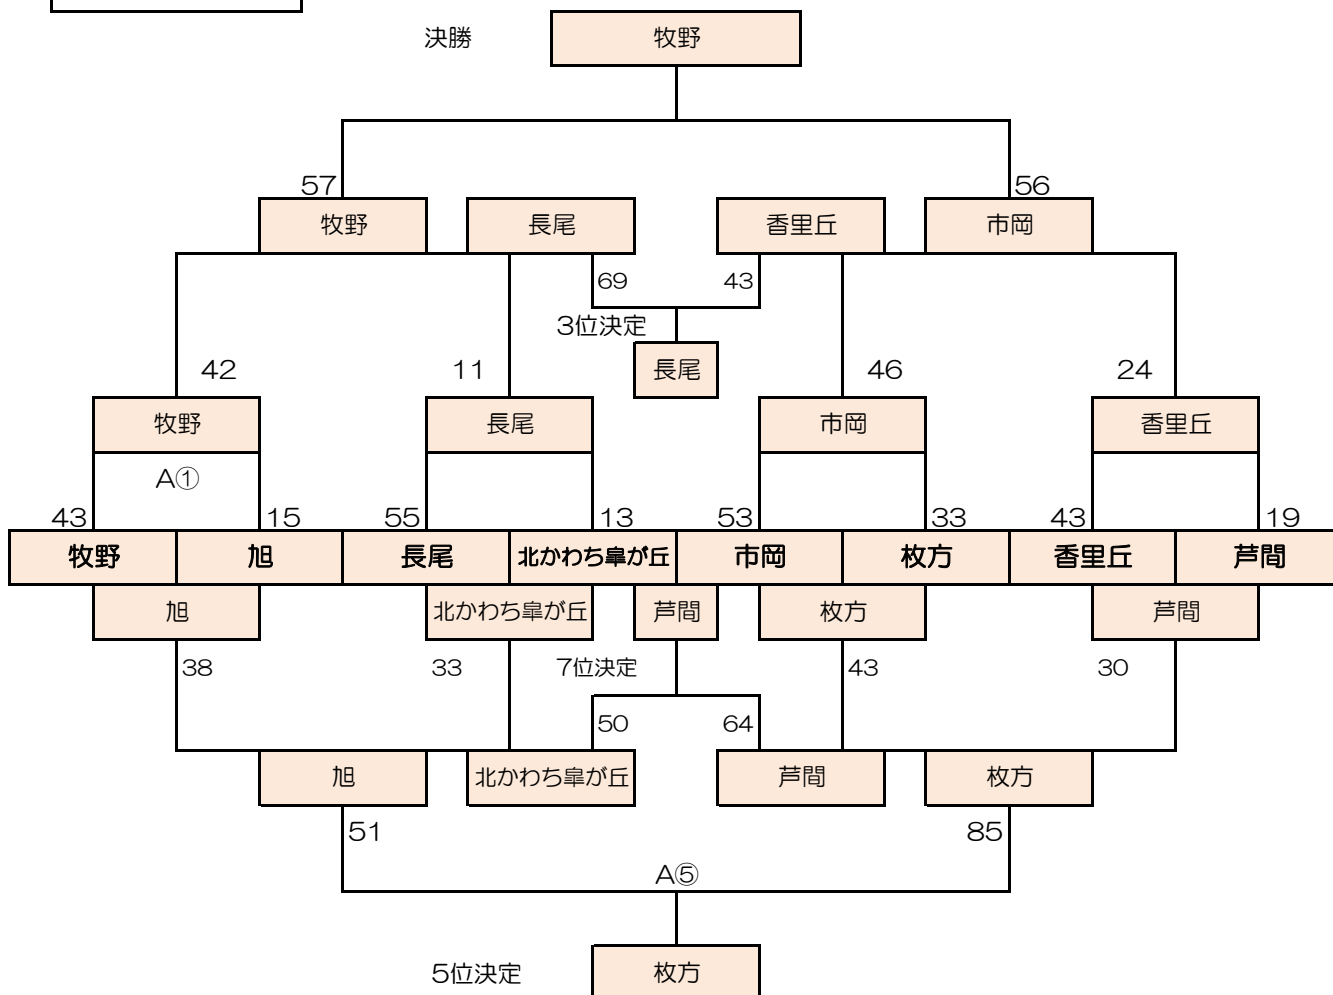 決勝 牧野
57 56
牧野 長尾 香里丘 市岡
69 43
3位決定
42 11 長尾 46 24
牧野 長尾 市岡 香里丘
A①
43 15 55 13 53 33 43 19
牧野 旭 長尾 北かわち皐が丘 市岡 枚方 香里丘 芦間
旭 北かわち皐が丘 芦間 枚方 芦間
38 33 7位決定 43 30
50 64
旭 北かわち皐が丘 芦間 枚方
51 85
A⑤
5位決定 枚方